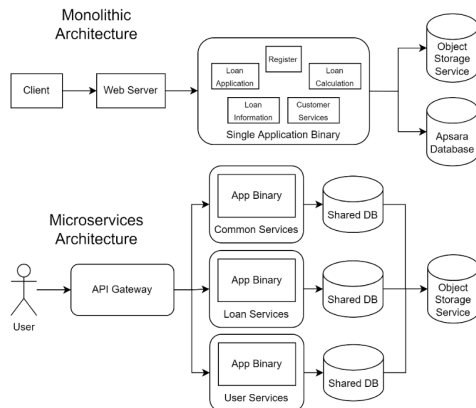 Monolithic
Architecture
Client
Web Server
Register
Loan
Application
Loan
Calculation
Loan
Information
Customer
Services
Single Application Binary
Object
Storage
Service
Apsara
Database
Microservices
Architecture
User
API Gateway
App Binary
Common Services
Shared DB
App Binary
Loan Services
Shared DB
App Binary
User Services
Shared DB
Object
Storage
Service